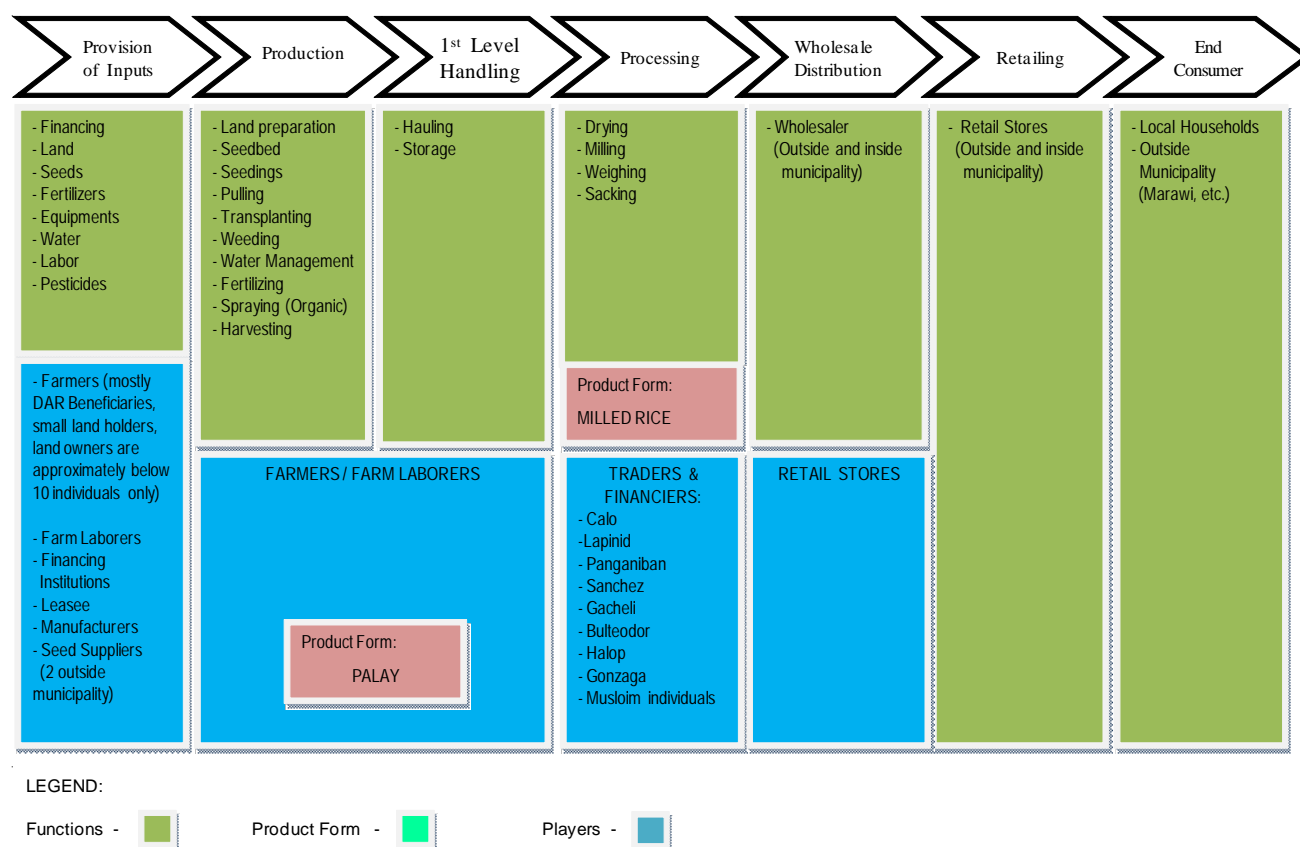 Provision
of Inputs
Production
1st Level
Handling
Processing
Wholesale
Distribution
Retailing
End
Consumer
- Financing
- Land
- Seeds
- Fertilizers
- Equipments
- Water
- Labor
- Pesticides
- Land preparation
- Seedbed
- Seedings
- Pulling
- Transplanting
- Weeding
- Water Management
- Fertilizing
- Spraying (Organic)
- Harvesting
- Hauling
- Storage
- Drying
- Milling
- Weighing
- Sacking
- Wholesaler
(Outside and inside
municipality)
- Retail Stores
(Outside and inside
municipality)
- Local Households
- Outside
Municipality
(Marawi, etc.)
- Farmers (mostly
DAR Beneficiaries,
small land holders,
land owners are
approximately below
10 individuals only)
- Farm Laborers
- Financing
Institutions
- Leasee
- Manufacturers
- Seed Suppliers
(2 outside
municipality)
FARMERS / FARM LABORERS
Product Form:
PALAY
Product Form:
MILLED RICE
TRADERS &
FINANCIERS:
- Calo
-Lapinid
- Panganiban
- Sanchez
- Gacheli
- Bulteodor
- Halop
- Gonzaga
- Musloim individuals
RETAIL STORES
LEGEND:
Functions -
Product Form -
Players -